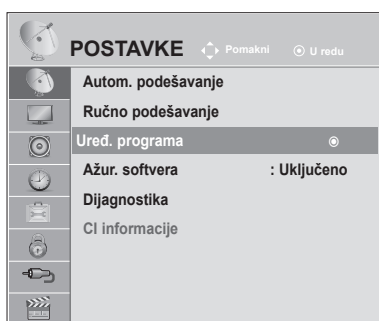 POSTAVKE Pomakni U redu
Autom. podešavanje
Ručno podešavanje
Uređ. programa
Ažur. softvera : Uključeno
Dijagnostika
CI informacije